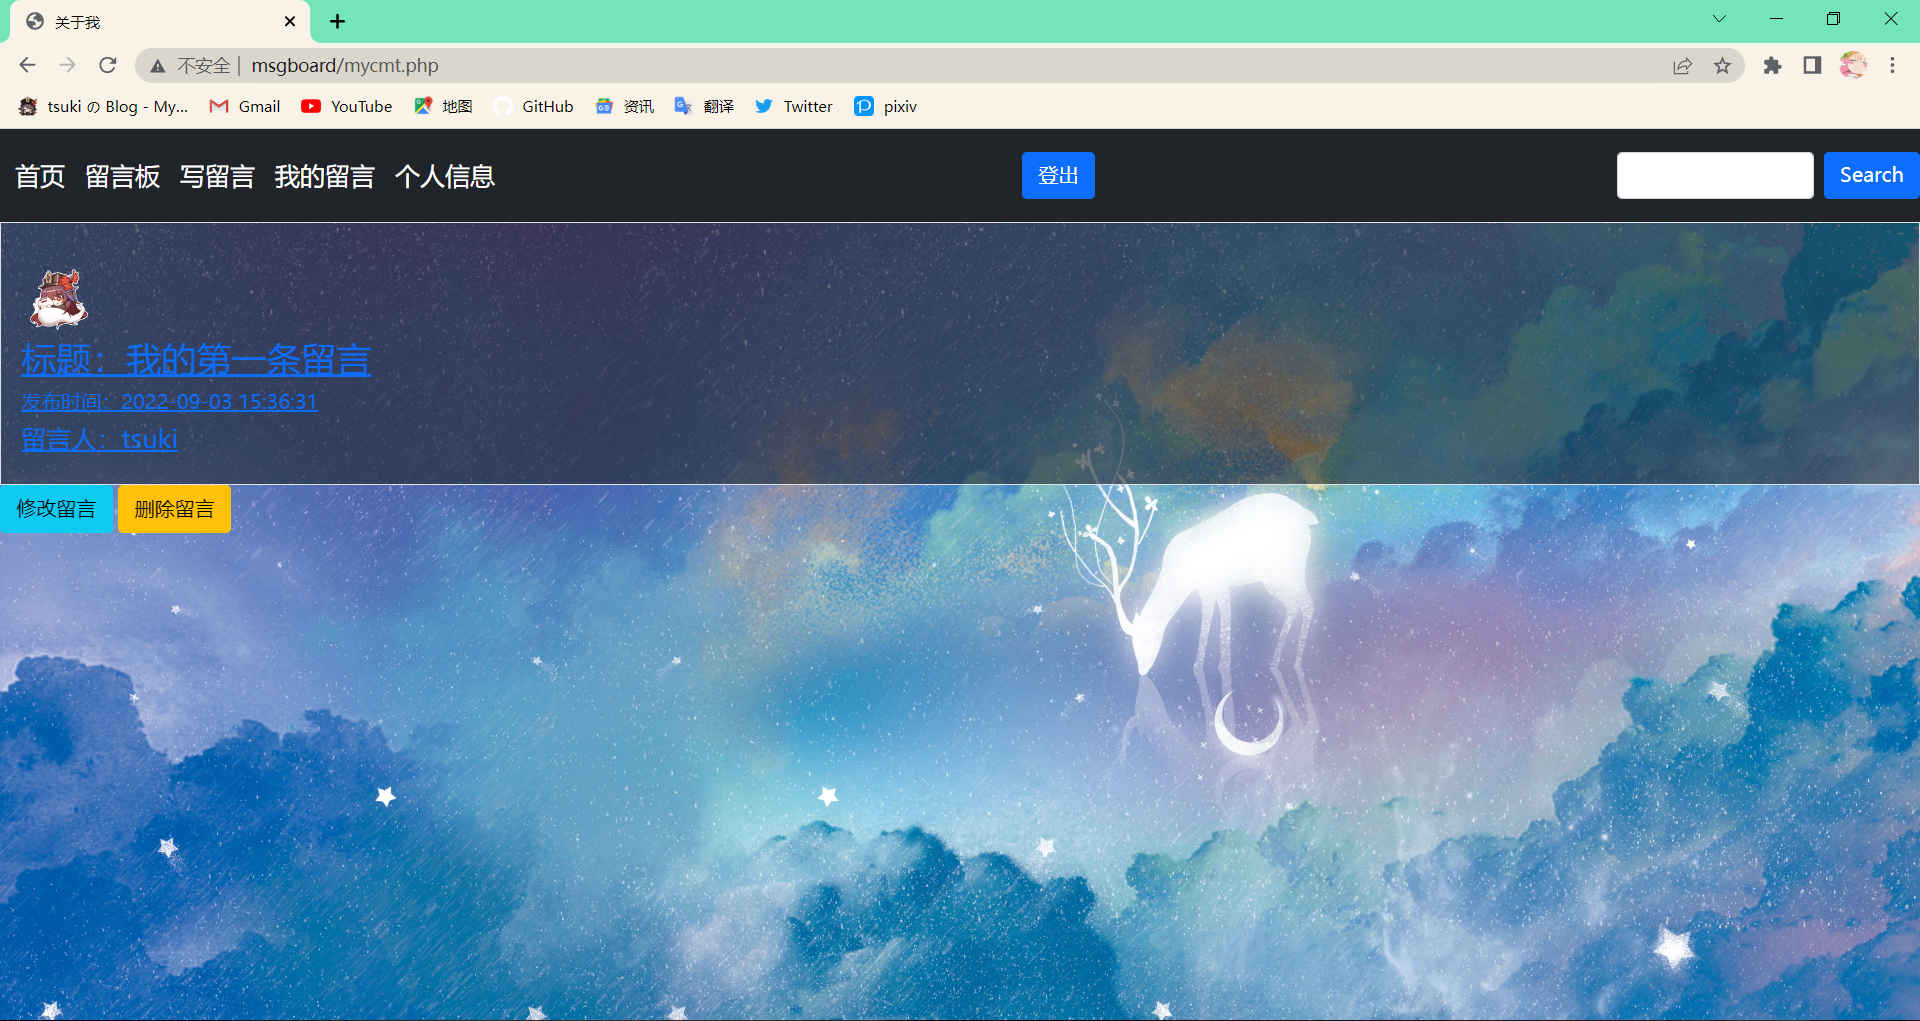 关于我
不安全 | msgboard/mycmt.php
tsuki の Blog - My... Gmail YouTube 地图 GitHub 资讯 翻译 Twitter pixiv
首页 留言板 写留言 我的留言 个人信息 登出 Search
标题：我的第一条留言
发布时间：2022-09-03 15:36:31
留言人：tsuki
修改留言 删除留言